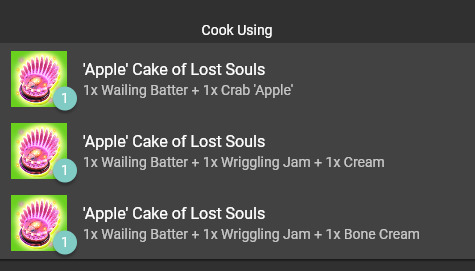 Cook Using
'Apple' Cake of Lost Souls
1x Wailing Batter + 1x Crab 'Apple'
1
'Apple' Cake of Lost Souls
1x Wailing Batter + 1x Wriggling Jam + 1x Cream
1
'Apple' Cake of Lost Souls
1x Wailing Batter + 1x Wriggling Jam + 1x Bone Cream
1